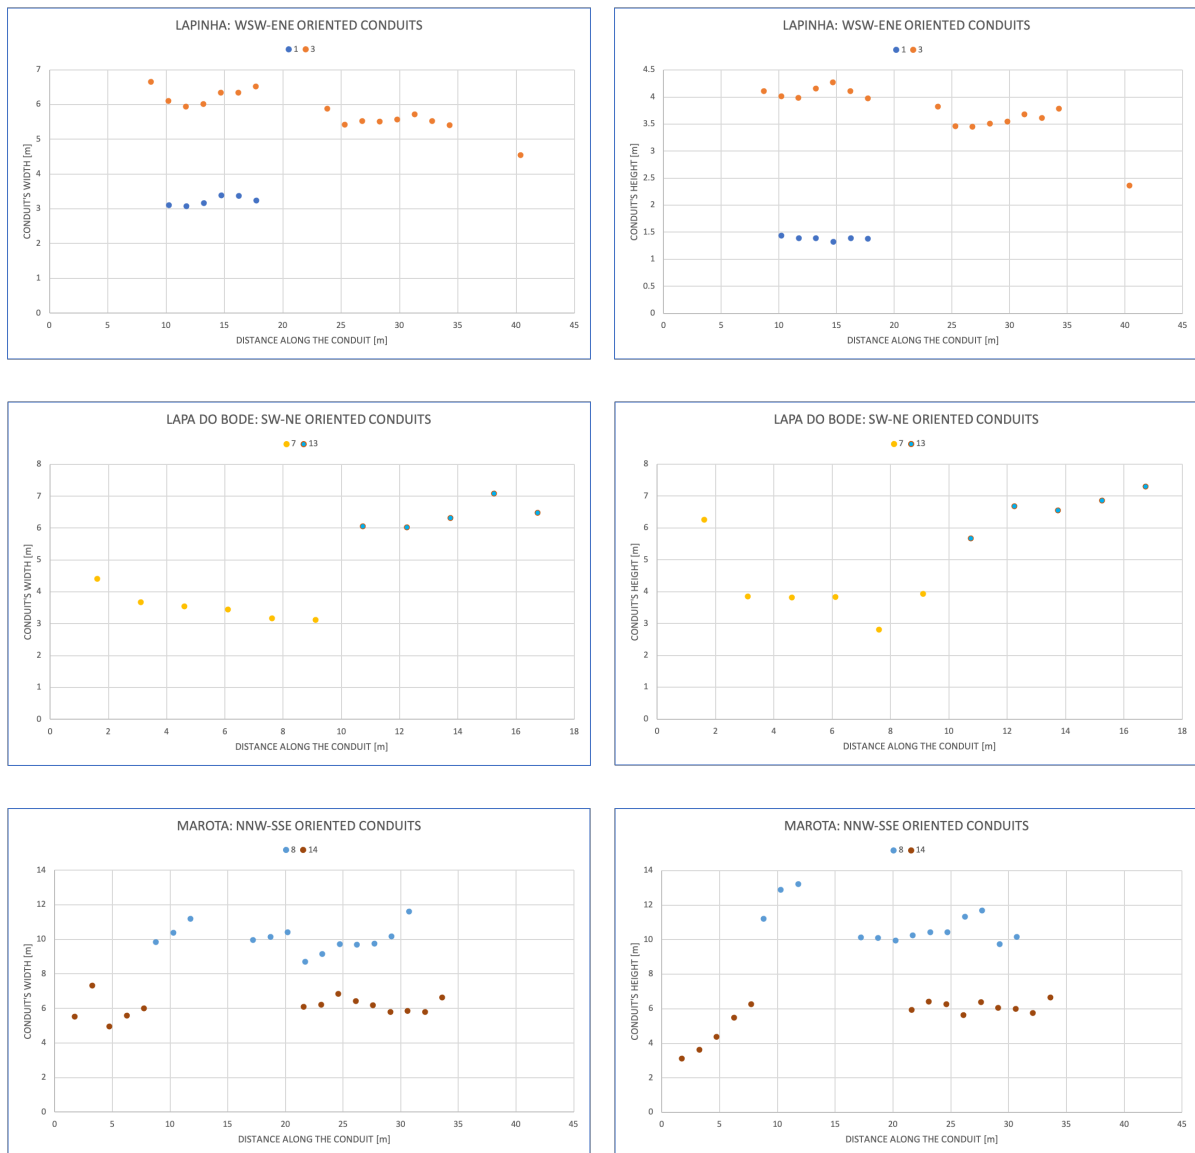 LAPINHA: WSW-ENE ORIENTED CONDUITS
1 3
CONDUIT'S WIDTH [m]
7
6
5
4
3
2
1
0
0 5 10 15 20 25 30 35 40 45
DISTANCE ALONG THE CONDUIT [m]
LAPINHA: WSW-ENE ORIENTED CONDUITS
1 3
CONDUIT'S HEIGHT [m]
4.5
4
3.5
3
2.5
2
1.5
1
0.5
0
0 5 10 15 20 25 30 35 40 45
DISTANCE ALONG THE CONDUIT [m]
LAPA DO BODE: SW-NE ORIENTED CONDUITS
7 13
CONDUIT'S WIDTH [m]
8
7
6
5
4
3
2
1
0
0 2 4 6 8 10 12 14 16 18
DISTANCE ALONG THE CONDUIT [m]
LAPA DO BODE: SW-NE ORIENTED CONDUITS
7 13
CONDUIT'S HEIGHT [m]
8
7
6
5
4
3
2
1
0
0 2 4 6 8 10 12 14 16 18
DISTANCE ALONG THE CONDUIT [m]
MAROTA: NNW-SSE ORIENTED CONDUITS
8 14
CONDUIT'S WIDTH [m]
14
12
10
8
6
4
2
0
0 5 10 15 20 25 30 35 40 45
DISTANCE ALONG THE CONDUIT [m]
MAROTA: NNW-SSE ORIENTED CONDUITS
8 14
CONDUIT'S HEIGHT [m]
14
12
10
8
6
4
2
0
0 5 10 15 20 25 30 35 40 45
DISTANCE ALONG THE CONDUIT [m]